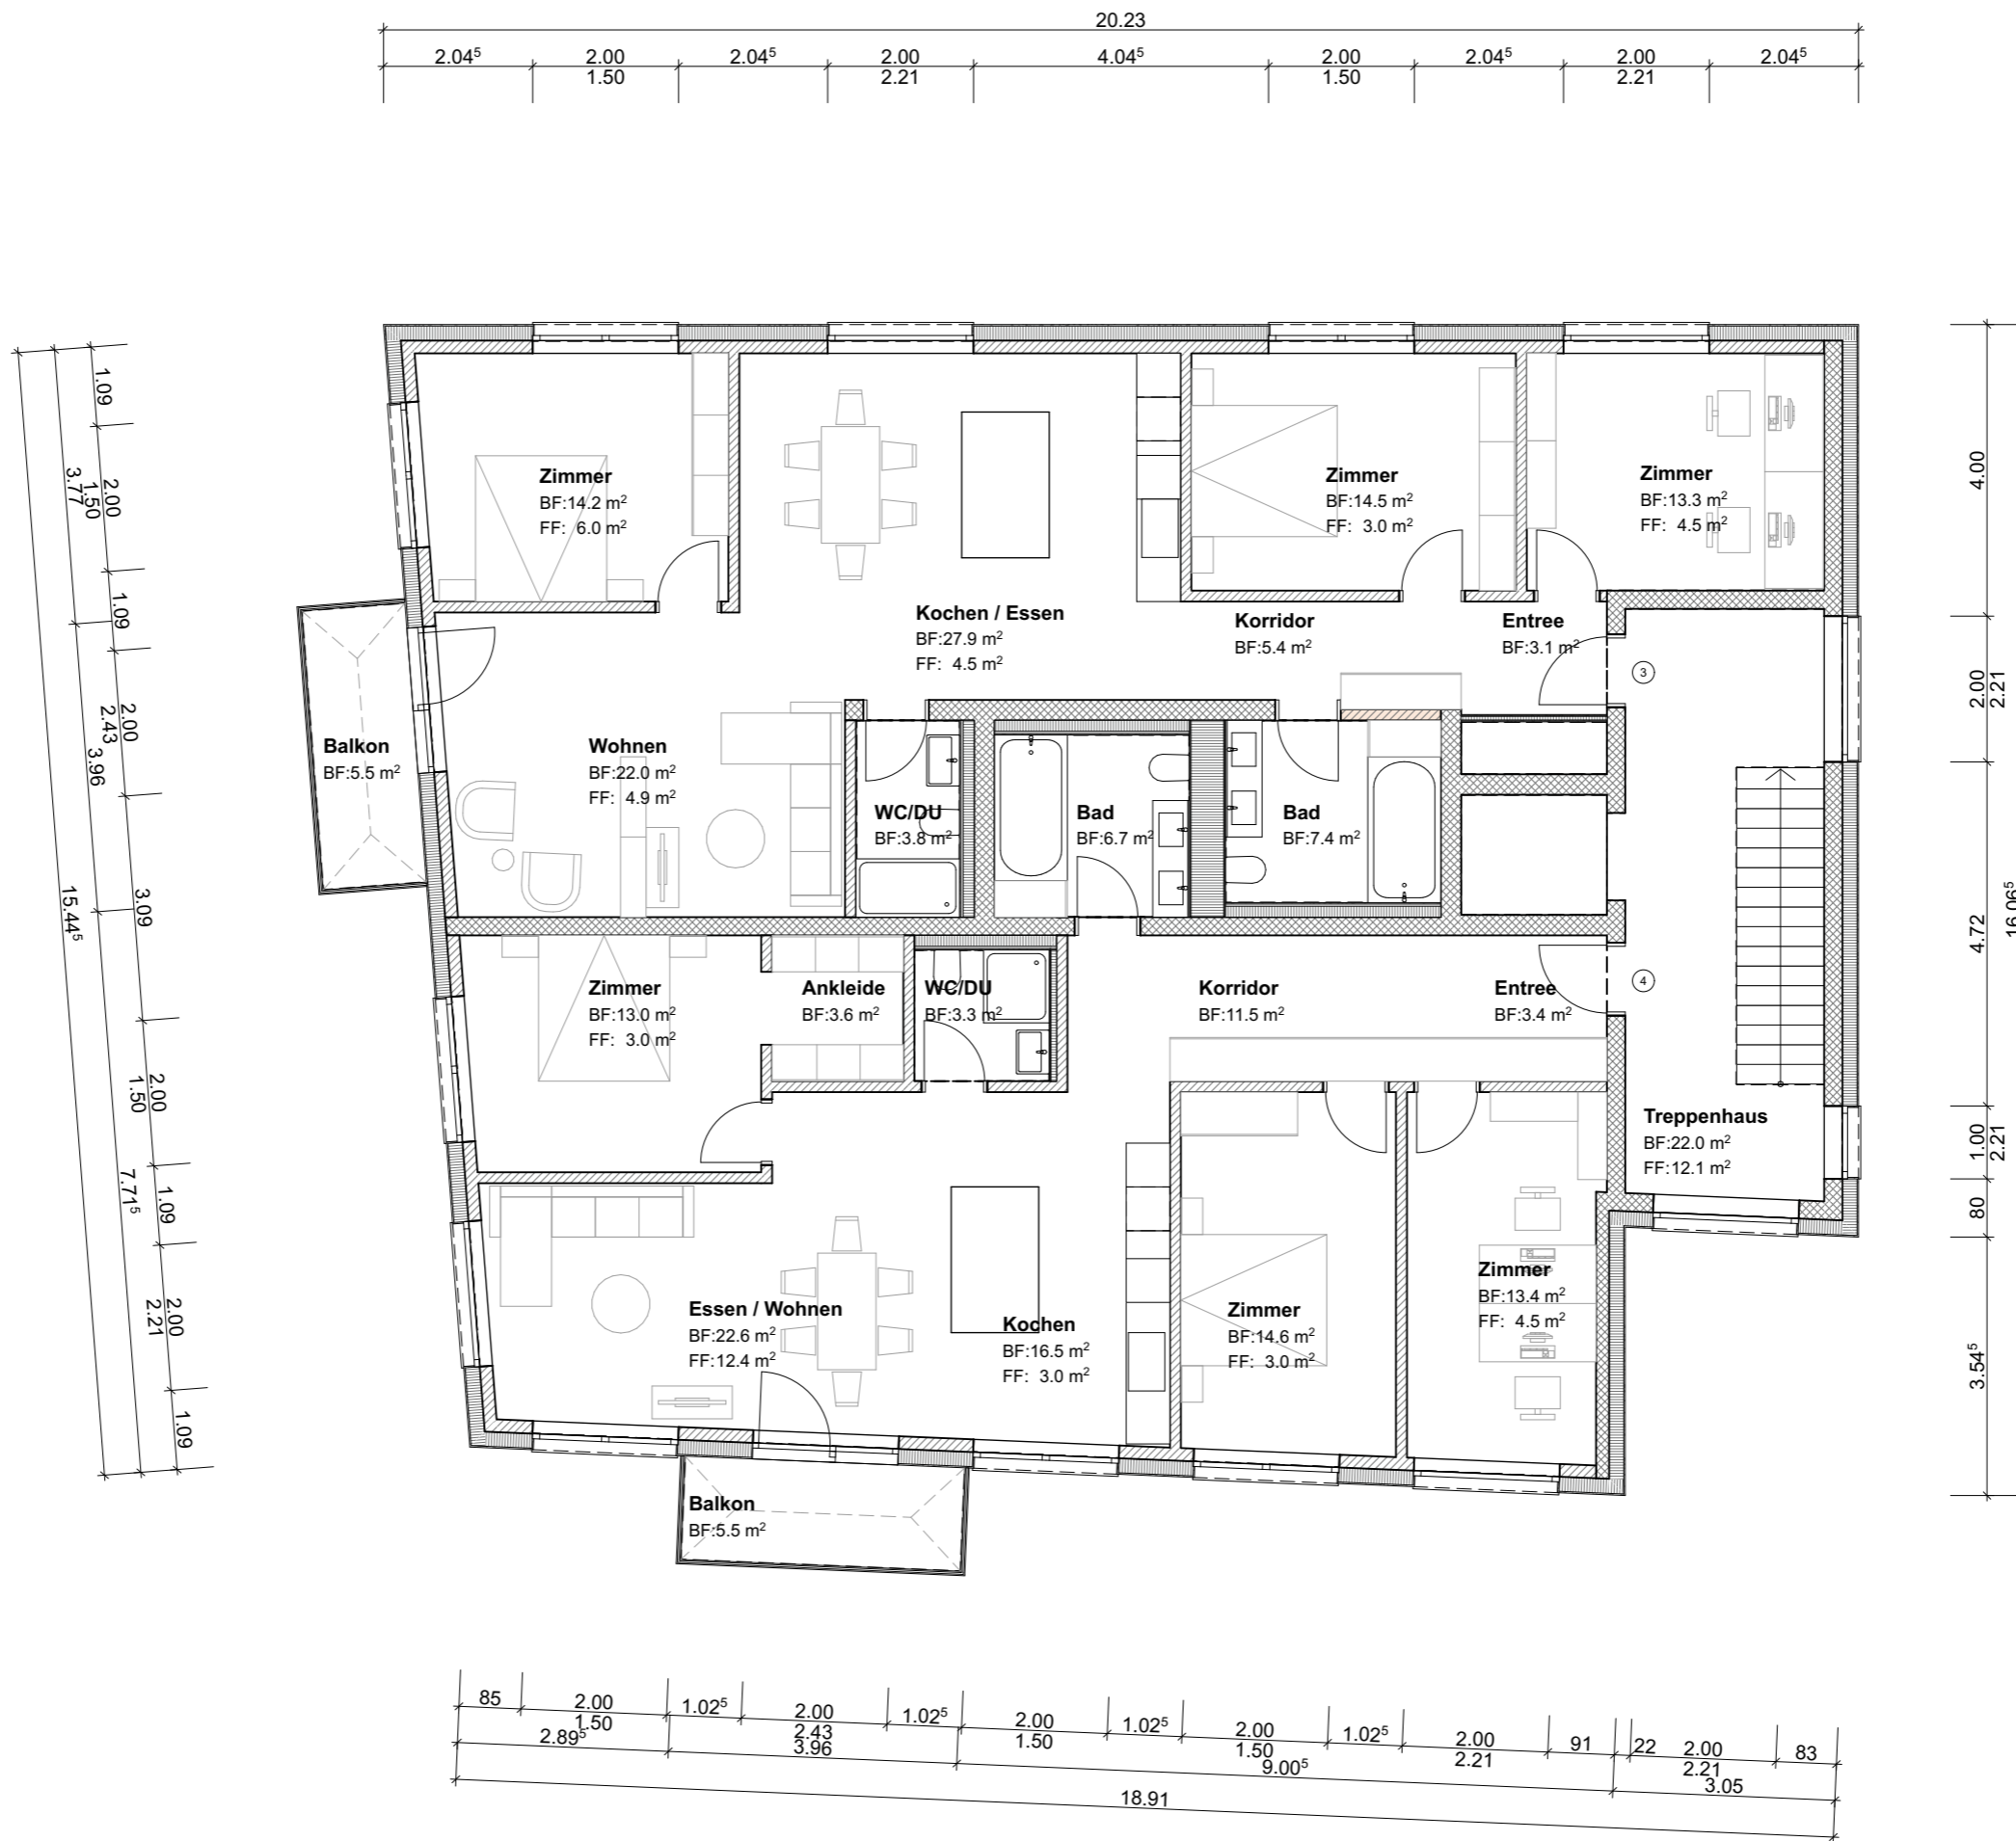 20.23
2.04⁵ 2.00 2.04⁵ 2.00 4.04⁵ 2.00 2.04⁵ 2.00 2.04⁵
1.50 2.21 1.50 2.21
1.09 2.00 1.09 2.00 3.09 2.00 1.09 2.00 1.09
1.50 2.43 1.50 2.21
3.77 3.96 7.71⁵
15.44⁵
Zimmer
BF:14.2 m²
FF: 6.0 m²
Kochen / Essen
BF:27.9 m²
FF: 4.5 m²
Zimmer
BF:14.5 m²
FF: 3.0 m²
Zimmer
BF:13.3 m²
FF: 4.5 m²
Korridor
BF:5.4 m²
Entree
BF:3.1 m²
3
Balkon
BF:5.5 m²
Wohnen
BF:22.0 m²
FF: 4.9 m²
WC/DU
BF:3.8 m²
Bad
BF:6.7 m²
Bad
BF:7.4 m²
Zimmer
BF:13.0 m²
FF: 3.0 m²
Ankleide
BF:3.6 m²
WC/DU
BF:3.3 m²
Korridor
BF:11.5 m²
Entree
BF:3.4 m²
4
Treppenhaus
BF:22.0 m²
FF:12.1 m²
Essen / Wohnen
BF:22.6 m²
FF:12.4 m²
Kochen
BF:16.5 m²
FF: 3.0 m²
Zimmer
BF:14.6 m²
FF: 3.0 m²
Zimmer
BF:13.4 m²
FF: 4.5 m²
Balkon
BF:5.5 m²
4.00 2.00 4.72 1.00 80 3.54⁵
2.21 2.21
16.06⁵
85 2.00 1.02⁵ 2.00 1.02⁵ 2.00 1.02⁵ 2.00 1.02⁵ 2.00 91 22 2.00 83
1.50 2.43 1.50 1.50 2.21 2.21
2.89⁵ 3.96 9.00⁵ 3.05
18.91